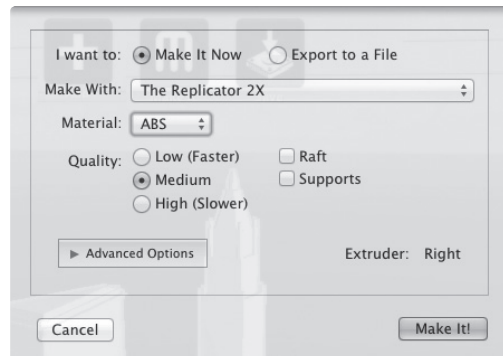 I want to: Make It Now Export to a File
Make With: The Replicator 2X
Material: ABS
Quality: Low (Faster) Raft
Medium Supports
High (Slower)
Advanced Options Extruder: Right
Cancel Make It!